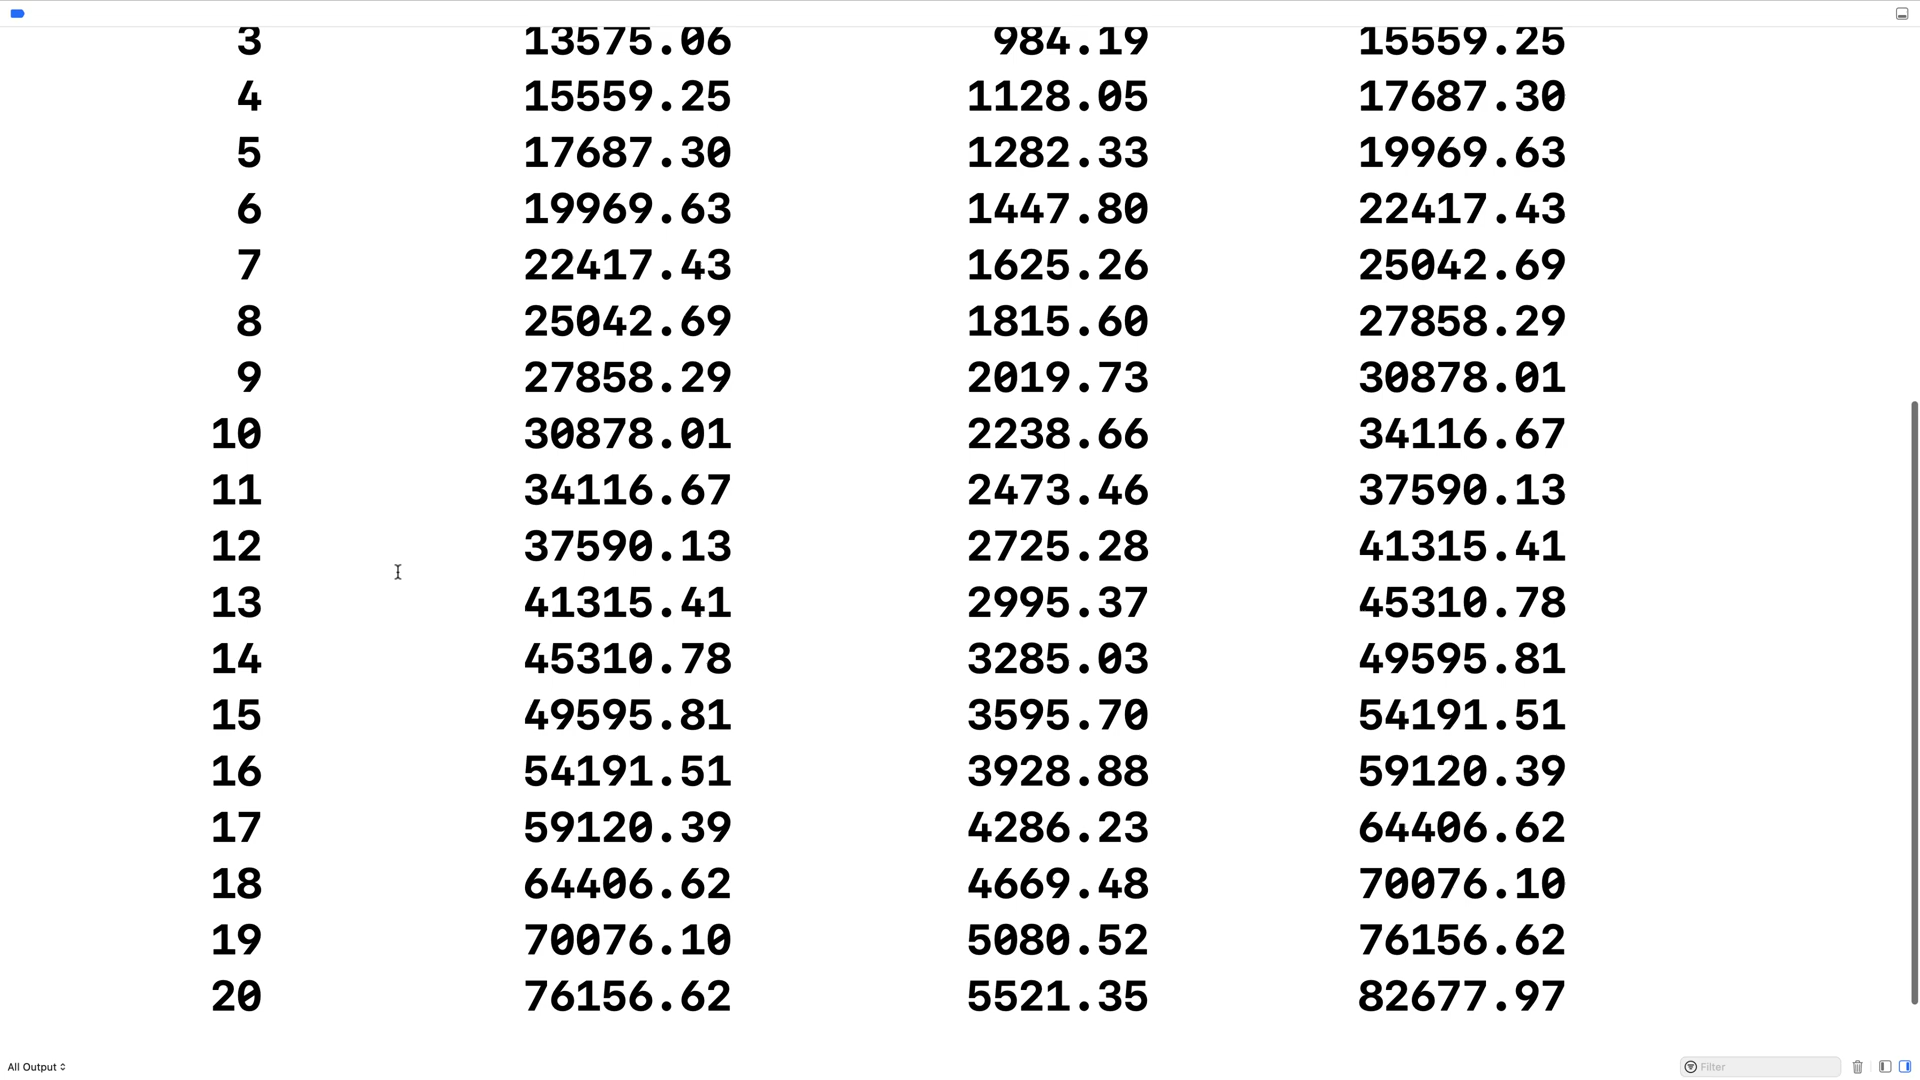 3 13575.06 984.19 15559.25
4 15559.25 1128.05 17687.30
5 17687.30 1282.33 19969.63
6 19969.63 1447.80 22417.43
7 22417.43 1625.26 25042.69
8 25042.69 1815.60 27858.29
9 27858.29 2019.73 30878.01
10 30878.01 2238.66 34116.67
11 34116.67 2473.46 37590.13
12 37590.13 2725.28 41315.41
13 41315.41 2995.37 45310.78
14 45310.78 3285.03 49595.81
15 49595.81 3595.70 54191.51
16 54191.51 3928.88 59120.39
17 59120.39 4286.23 64406.62
18 64406.62 4669.48 70076.10
19 70076.10 5080.52 76156.62
20 76156.62 5521.35 82677.97
All Output Filter